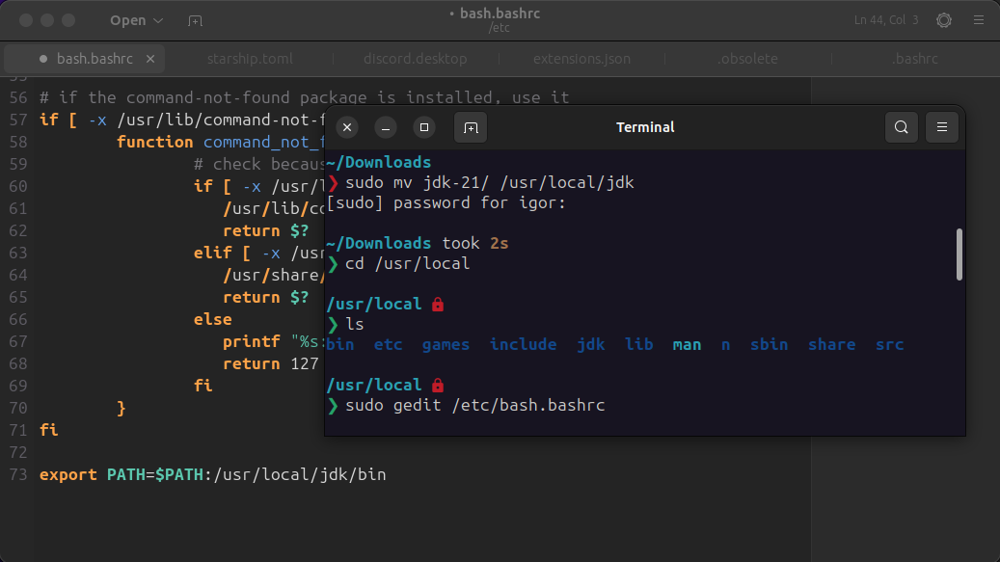 Open
• bash.bashrc
/etc
Ln 44, Col 3
bash.bashrc
starship.toml
discord.desktop
extensions.json
.obsolete
.bashrc
55
56 # if the command-not-found package is installed, use it
57 if [ -x /usr/lib/command-not-f
58 function command_not_f
59 # check becaus
60 if [ -x /usr/l
61 /usr/lib/co
62 return $?
63 elif [ -x /usr
64 /usr/share/
65 return $?
66 else
67 printf "%s:
68 return 127
69 fi
70 }
71 fi
72
73 export PATH=$PATH:/usr/local/jdk/bin
Terminal
~/Downloads
❯ sudo mv jdk-21/ /usr/local/jdk
[sudo] password for igor:
~/Downloads took 2s
❯ cd /usr/local
/usr/local
❯ ls
bin etc games include jdk lib man n sbin share src
/usr/local
❯ sudo gedit /etc/bash.bashrc